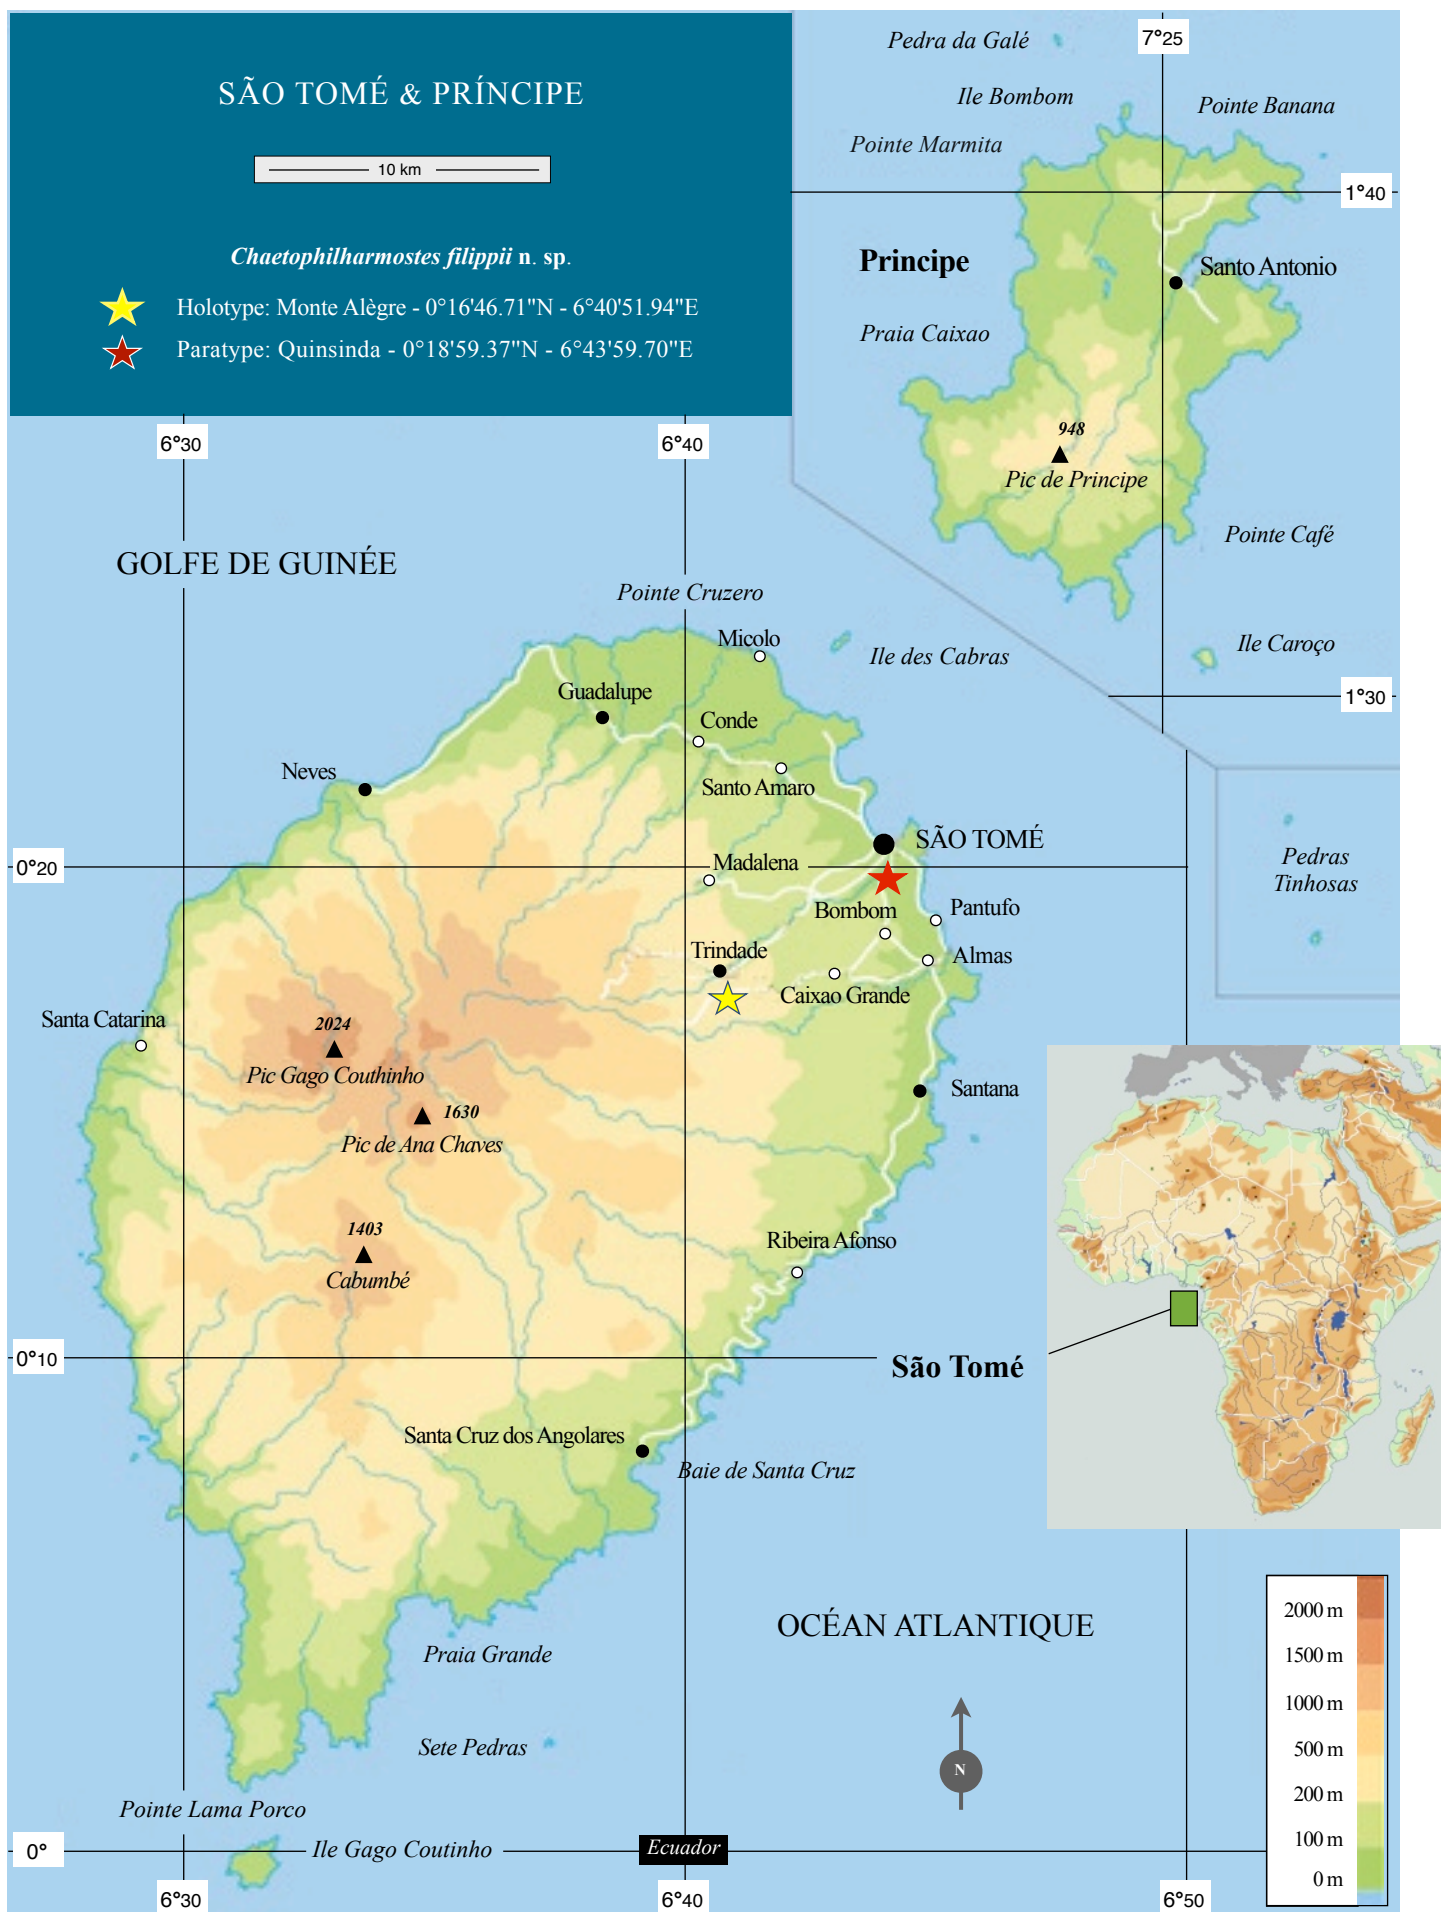 SÃO TOMÉ & PRÍNCIPE
10 km
Chaetophilharmostes filippii n. sp.
Holotype: Monte Alègre - 0°16'46.71"N - 6°40'51.94"E
Paratype: Quinsinda - 0°18'59.37"N - 6°43'59.70"E
Pedra da Galé
7°25
Ile Bombom
Pointe Banana
Pointe Marmita
1°40
Principe
Santo Antonio
Praia Caixao
948
Pic de Principe
6°30
6°40
Pointe Café
GOLFE DE GUINÉE
Pointe Cruzero
Micolo
Ile des Cabras
Ile Caroço
1°30
Guadalupe
Conde
Neves
Santo Amaro
SÃO TOMÉ
0°20
Madalena
Pedras
Tinhosas
Bombom
Pantufo
Trindade
Almas
Caixao Grande
Santa Catarina
2024
Pic Gago Couthinho
Santana
1630
Pic de Ana Chaves
1403
Cabumbé
Ribeira Afonso
0°10
São Tomé
Santa Cruz dos Angolares
Baie de Santa Cruz
OCÉAN ATLANTIQUE
2000 m
1500 m
1000 m
500 m
200 m
100 m
0 m
Praia Grande
Sete Pedras
N
Pointe Lama Porco
0°
Ile Gago Coutinho
Ecuador
6°30
6°40
6°50